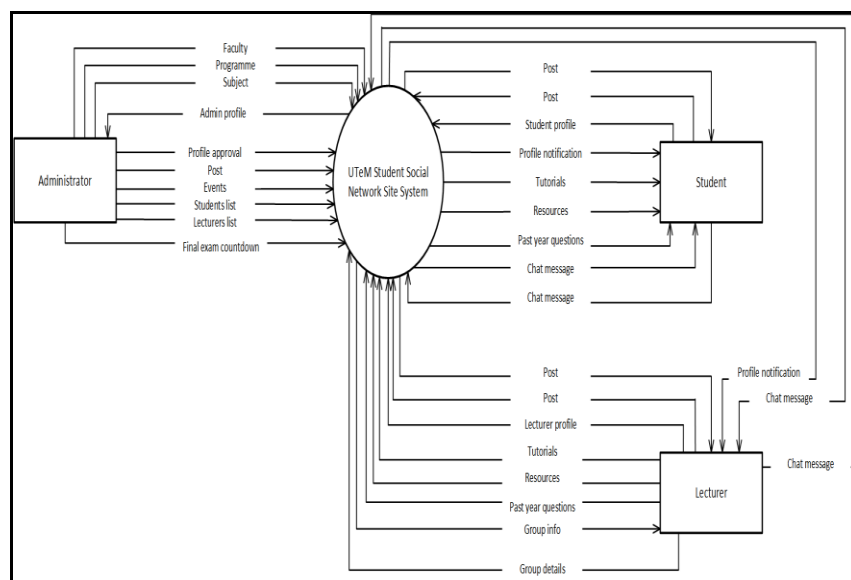 Faculty
Programme
Subject
Admin profile
Profile approval
Post
Events
Students list
Lecturers list
Final exam countdown
Administrator
UTeM Student Social
Network Site System
Post
Post
Student profile
Profile notification
Tutorials
Resources
Past year questions
Chat message
Chat message
Student
Post
Post
Lecturer profile
Tutorials
Resources
Past year questions
Group info
Group details
Profile notification
Chat message
Lecturer
Chat message